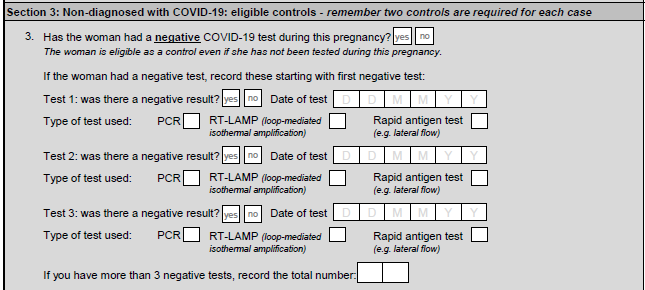 Section 3: Non-diagnosed with COVID-19: eligible controls - remember two controls are required for each case
3. Has the woman had a negative COVID-19 test during this pregnancy? yes no
The woman is eligible as a control even if she has not been tested during this pregnancy.
If the woman had a negative test, record these starting with first negative test:
Test 1: was there a negative result? yes no Date of test D D M M Y Y
Type of test used: PCR RT-LAMP (loop-mediated Rapid antigen test
isothermal amplification) (e.g. lateral flow)
Test 2: was there a negative result? yes no Date of test D D M M Y Y
Type of test used: PCR RT-LAMP (loop-mediated Rapid antigen test
isothermal amplification) (e.g. lateral flow)
Test 3: was there a negative result? yes no Date of test D D M M Y Y
Type of test used: PCR RT-LAMP (loop-mediated Rapid antigen test
isothermal amplification) (e.g. lateral flow)
If you have more than 3 negative tests, record the total number: